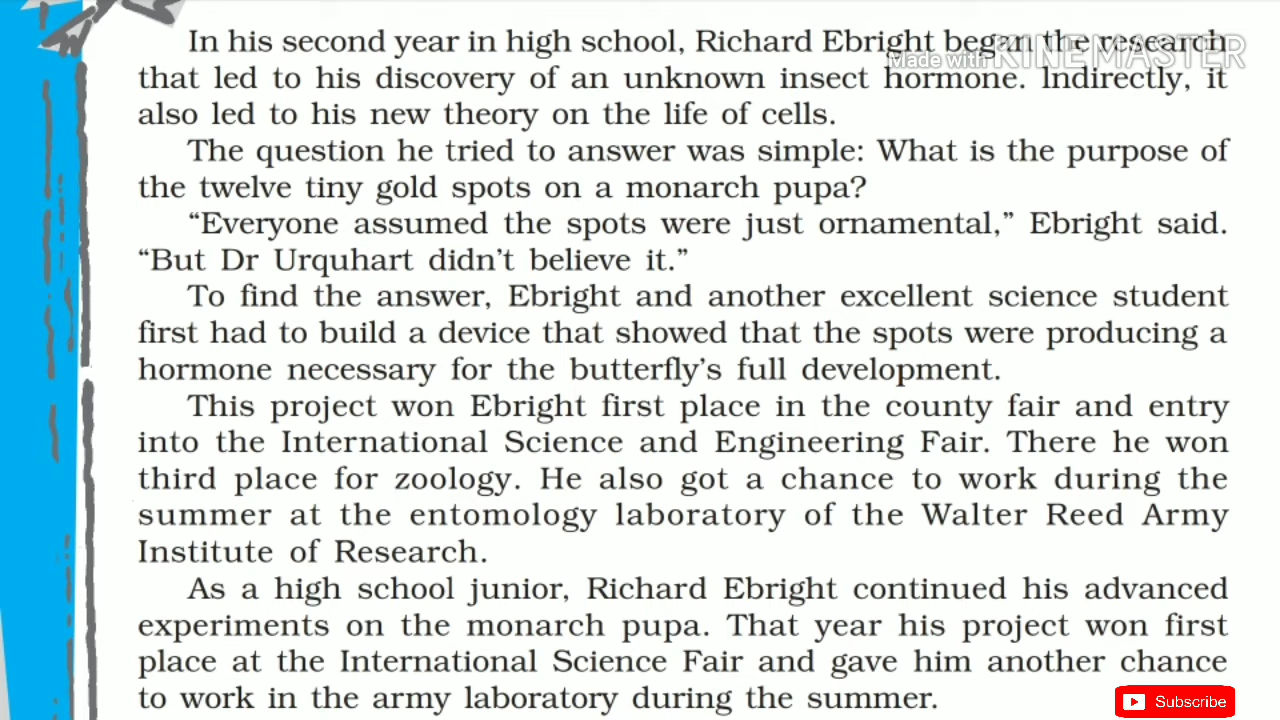 In his second year in high school, Richard Ebright began the research
Made with KINEMASTER
that led to his discovery of an unknown insect hormone. Indirectly, it
also led to his new theory on the life of cells.
The question he tried to answer was simple: What is the purpose of
the twelve tiny gold spots on a monarch pupa?
“Everyone assumed the spots were just ornamental,” Ebright said.
“But Dr Urquhart didn’t believe it.”
To find the answer, Ebright and another excellent science student
first had to build a device that showed that the spots were producing a
hormone necessary for the butterfly’s full development.
This project won Ebright first place in the county fair and entry
into the International Science and Engineering Fair. There he won
third place for zoology. He also got a chance to work during the
summer at the entomology laboratory of the Walter Reed Army
Institute of Research.
As a high school junior, Richard Ebright continued his advanced
experiments on the monarch pupa. That year his project won first
place at the International Science Fair and gave him another chance
to work in the army laboratory during the summer.
Subscribe